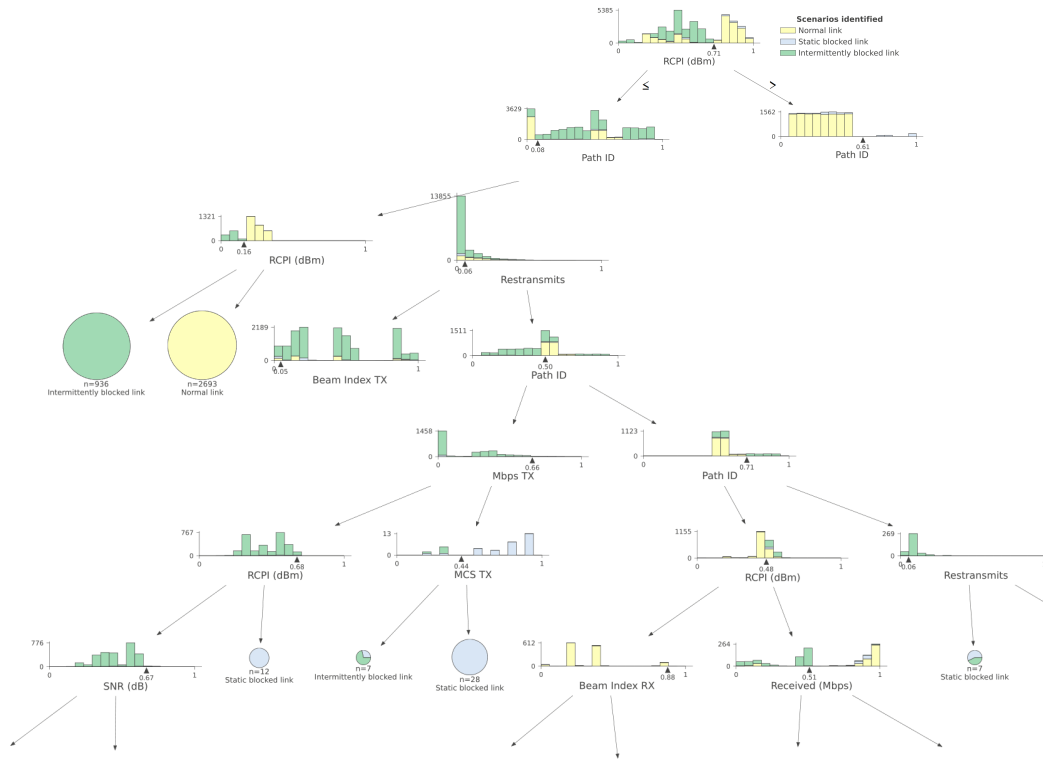 5385
Scenarios identified
Normal link
Static blocked link
Intermittently blocked link
0
0 0.71 1
RCPI (dBm)
≤ >
3629
0
0 0.08 1
Path ID
1562
0
0 0.61 1
Path ID
1321
0
0 0.16 1
RCPI (dBm)
13855
0
0 0.06 1
Restransmits
n=936
Intermittently blocked link
n=2693
Normal link
2189
0
0 0.05 1
Beam Index TX
1511
0
0 0.50 1
Path ID
1458
0
0 0.66 1
Mbps TX
1123
0
0 0.71 1
Path ID
767
0
0 0.68 1
RCPI (dBm)
13
0
0 0.44 1
MCS TX
1155
0
0 0.48 1
RCPI (dBm)
269
0
0 0.06
Restransmits
776
0
0 0.67 1
SNR (dB)
n=12
Static blocked link
n=7
Intermittently blocked link
n=28
Static blocked link
612
0
0 0.88 1
Beam Index RX
264
0
0 0.51 1
Received (Mbps)
n=7
Static blocked link